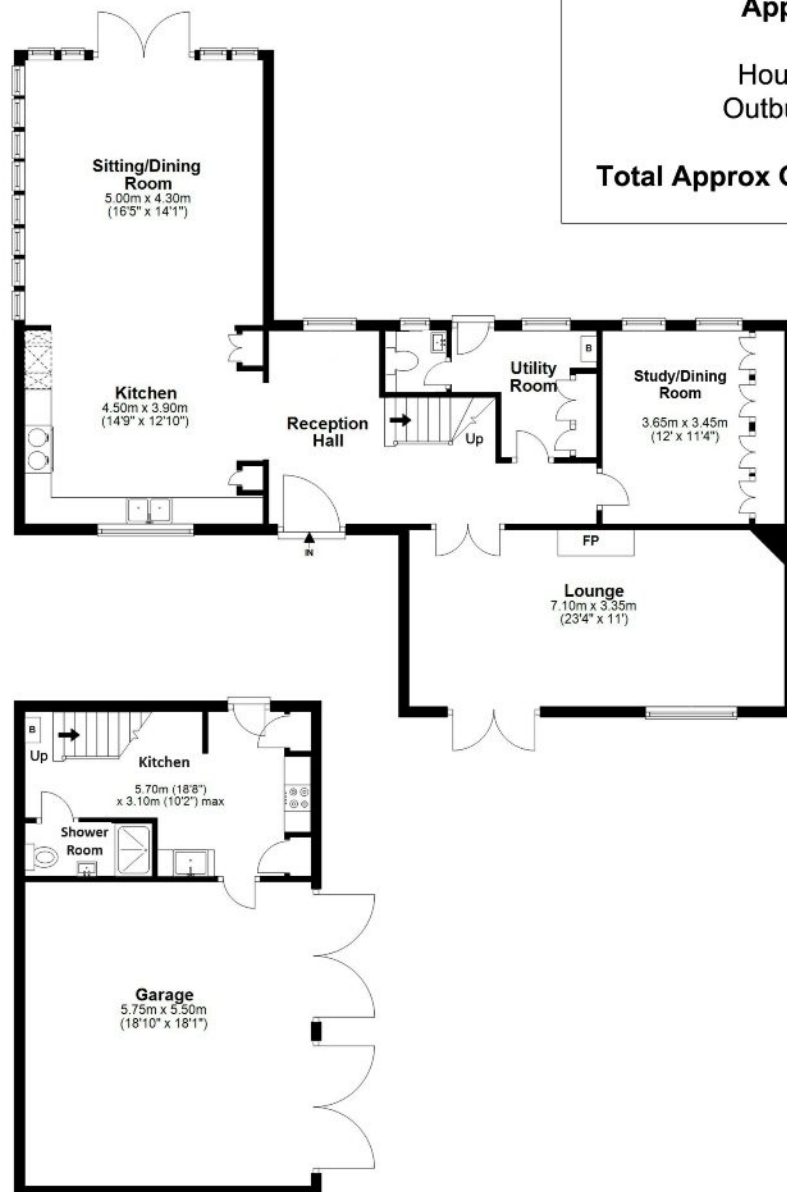 App
Hou
Outbu
Total Approx G
Sitting/Dining
Room
5.00m x 4.30m
(16'5" x 14'1")
Kitchen
4.50m x 3.90m
(14'9" x 12'10")
Reception
Hall
Up
Utility
Room
B
Study/Dining
Room
3.65m x 3.45m
(12' x 11'4")
IN
FP
Lounge
7.10m x 3.35m
(23'4" x 11')
B
Up
Kitchen
5.70m (18'8")
x 3.10m (10'2") max
Shower
Room
Garage
5.75m x 5.50m
(18'10" x 18'1")